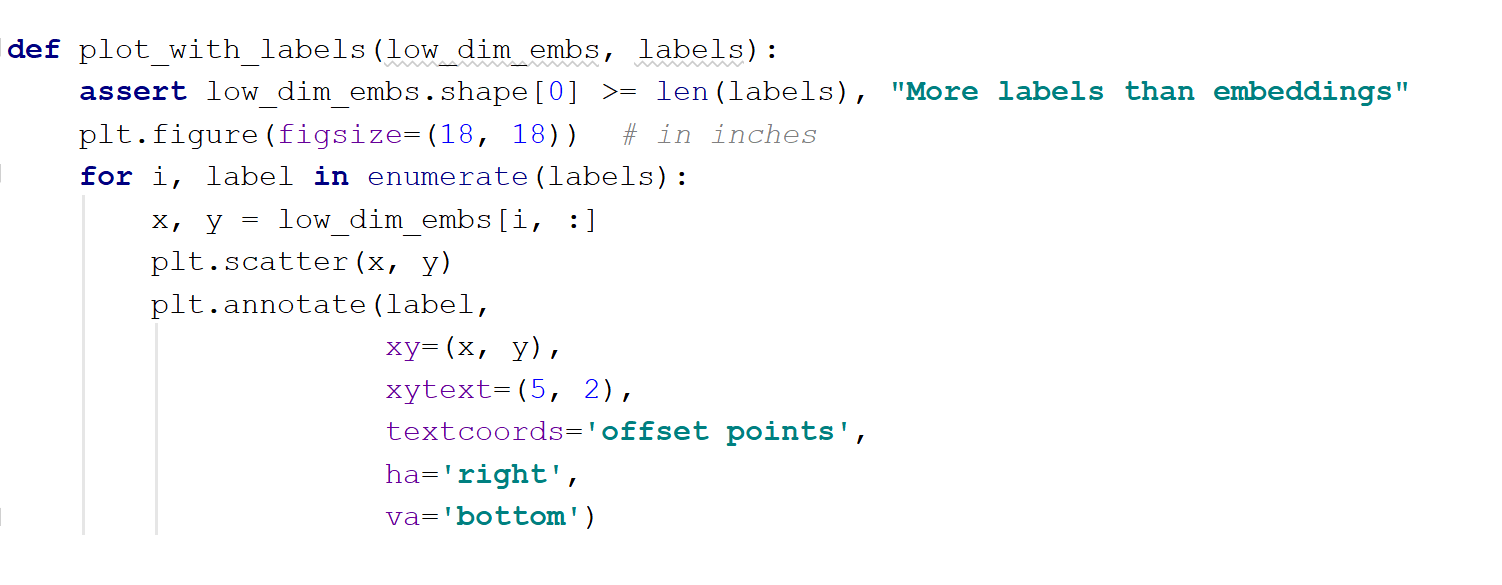 def plot_with_labels(low_dim_embs, labels):
    assert low_dim_embs.shape[0] >= len(labels), "More labels than embeddings"
    plt.figure(figsize=(18, 18))  # in inches
    for i, label in enumerate(labels):
        x, y = low_dim_embs[i, :]
        plt.scatter(x, y)
        plt.annotate(label,
                     xy=(x, y),
                     xytext=(5, 2),
                     textcoords='offset points',
                     ha='right',
                     va='bottom')